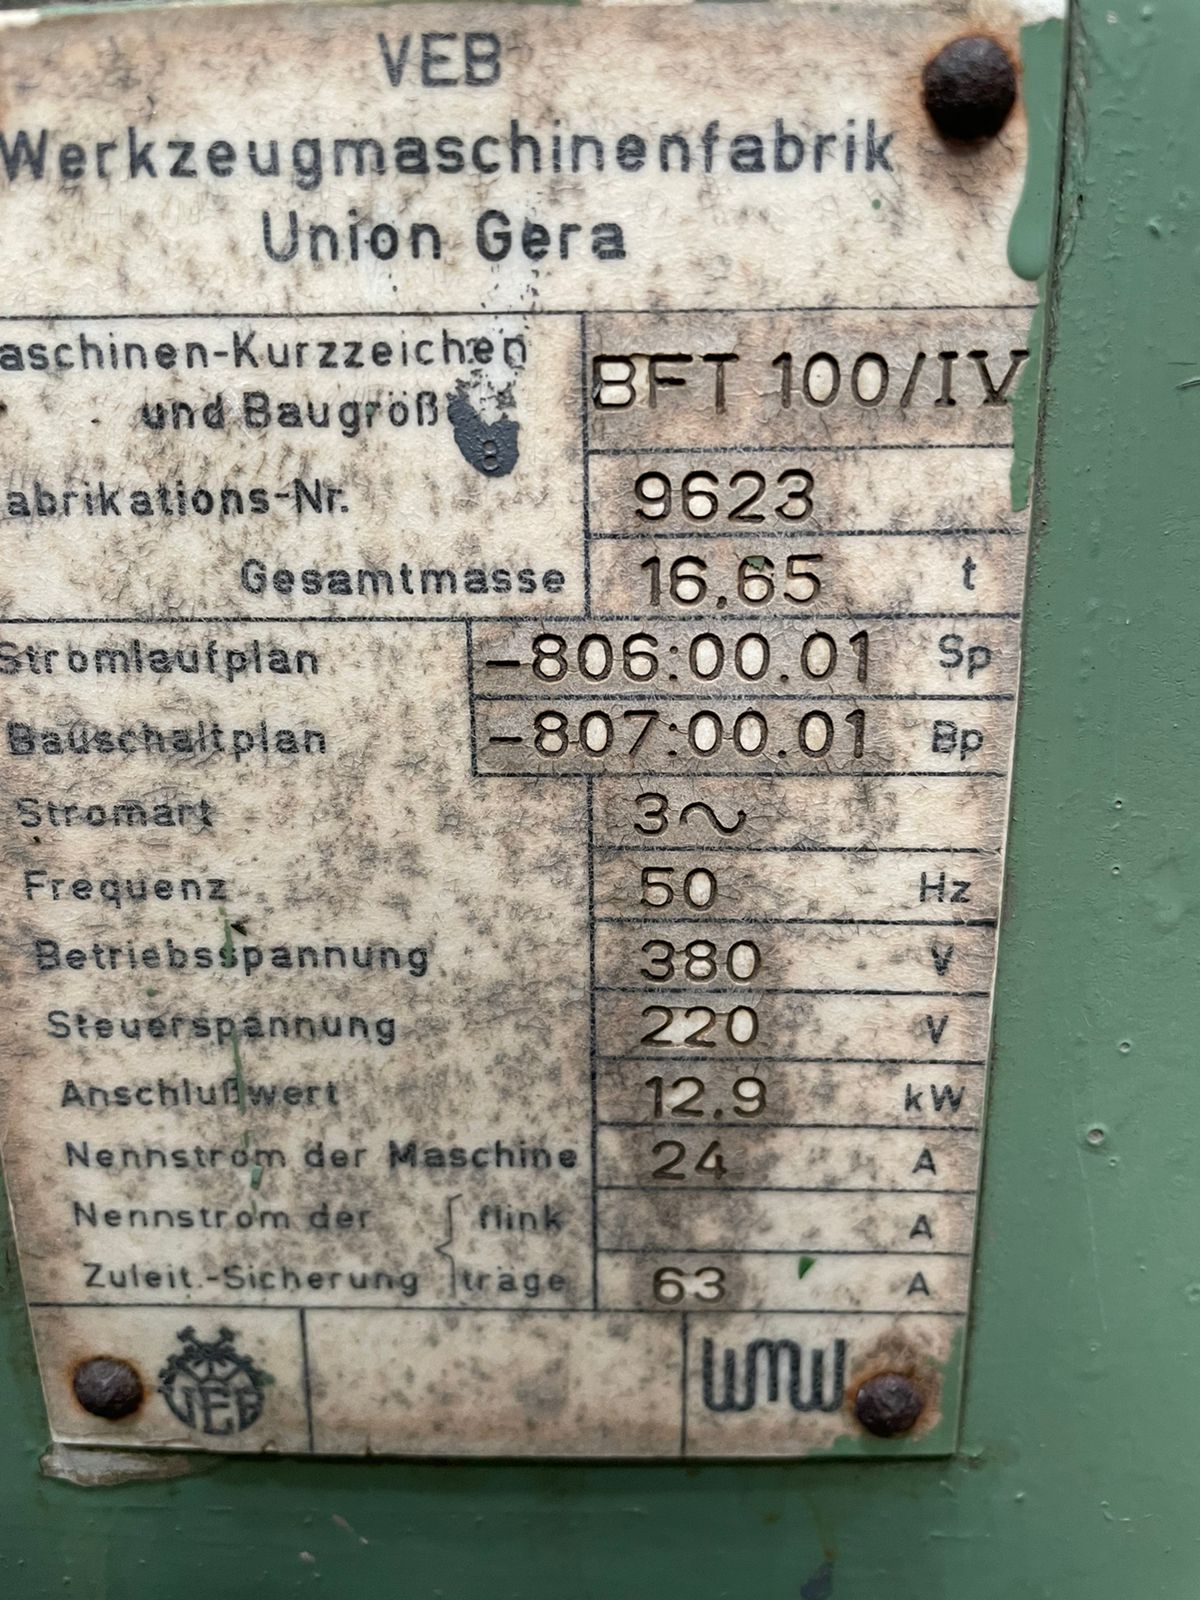 VEB
Werkzeugmaschinenfabrik
Union Gera
aschinen-Kurzzeichen
und Baugröß
BFT 100/IV
abrikations-Nr. 9623
Gesamtmasse 16,65 t
Stromlaufplan -806:00.01 Sp
Bauschaltplan -807:00.01 Bp
Stromart 3~
Frequenz 50 Hz
Betriebsspannung 380 V
Steuerspannung 220 V
Anschlußwert 12,9 kW
Nennstrom der Maschine 24 A
Nennstrom der { flink A
Zuleit.-Sicherung träge 63 A
VEB WMW